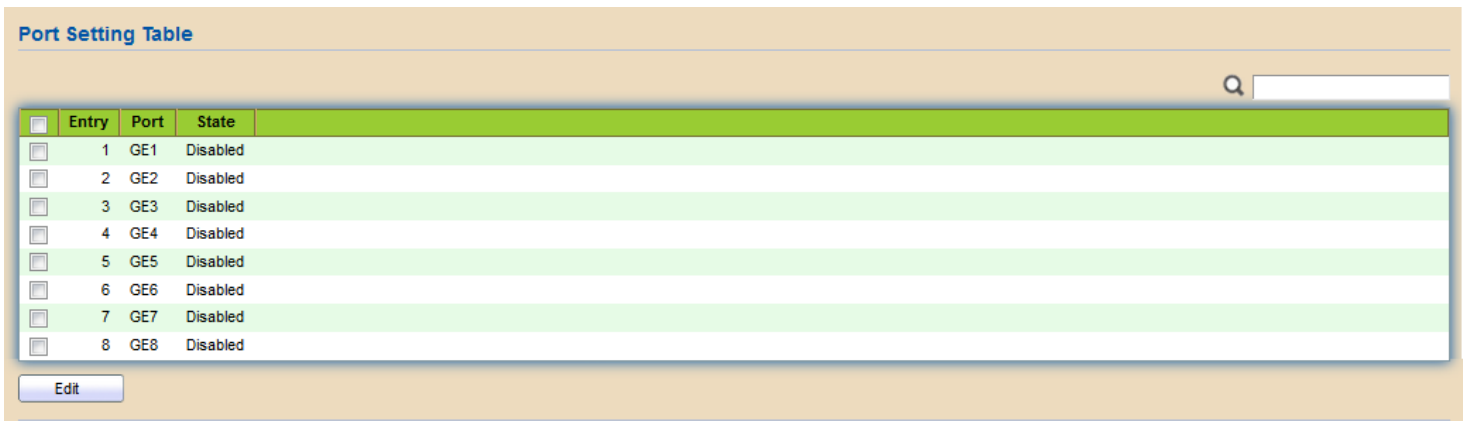 Port Setting Table
Entry Port State
1 GE1 Disabled
2 GE2 Disabled
3 GE3 Disabled
4 GE4 Disabled
5 GE5 Disabled
6 GE6 Disabled
7 GE7 Disabled
8 GE8 Disabled
Edit